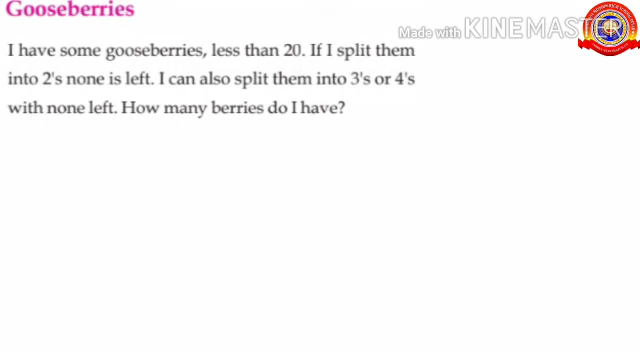 Gooseberries
Made with KINEMASTER
I have some gooseberries, less than 20. If I split them
into 2's none is left. I can also split them into 3's or 4's
with none left. How many berries do I have?